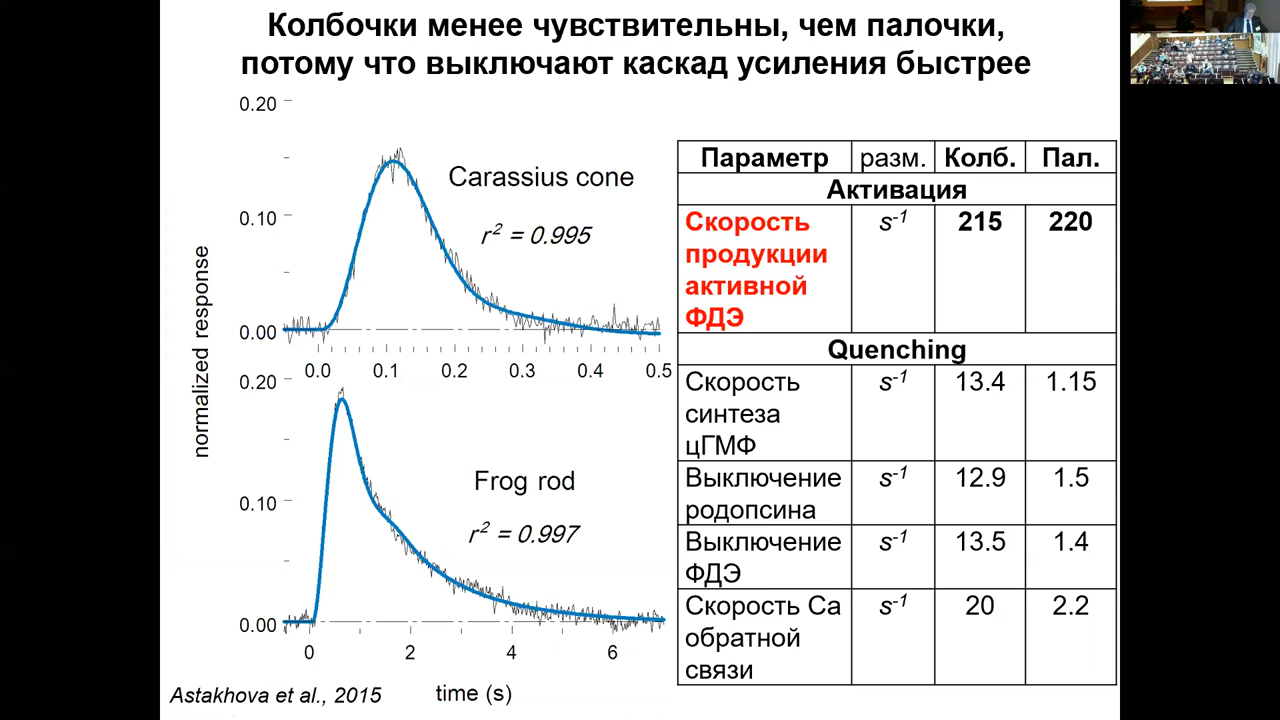 Колбочки менее чувствительны, чем палочки,
потому что выключают каскад усиления быстрее
0.20
0.10
0.00
Carassius cone
r² = 0.995
0.0 0.1 0.2 0.3 0.4 0.5
normalized response
0.20
0.10
0.00
Frog rod
r² = 0.997
0 2 4 6
time (s)
Astakhova et al., 2015
Параметр разм. Колб. Пал.
Активация
Скорость s⁻¹ 215 220
продукции
активной
ФДЭ
Quenching
Скорость s⁻¹ 13.4 1.15
синтеза
цГМФ
Выключение s⁻¹ 12.9 1.5
родопсина
Выключение s⁻¹ 13.5 1.4
ФДЭ
Скорость Ca s⁻¹ 20 2.2
обратной
связи